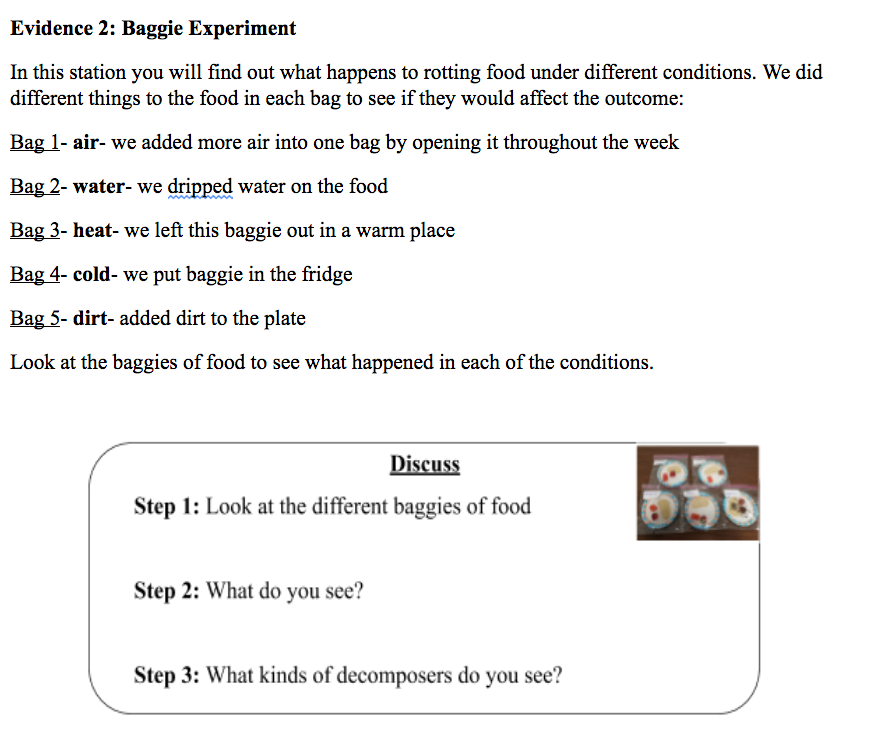 Evidence 2: Baggie Experiment
In this station you will find out what happens to rotting food under different conditions. We did
different things to the food in each bag to see if they would affect the outcome:
Bag 1- air- we added more air into one bag by opening it throughout the week
Bag 2- water- we dripped water on the food
Bag 3- heat- we left this baggie out in a warm place
Bag 4- cold- we put baggie in the fridge
Bag 5- dirt- added dirt to the plate
Look at the baggies of food to see what happened in each of the conditions.
Discuss
Step 1: Look at the different baggies of food
Step 2: What do you see?
Step 3: What kinds of decomposers do you see?